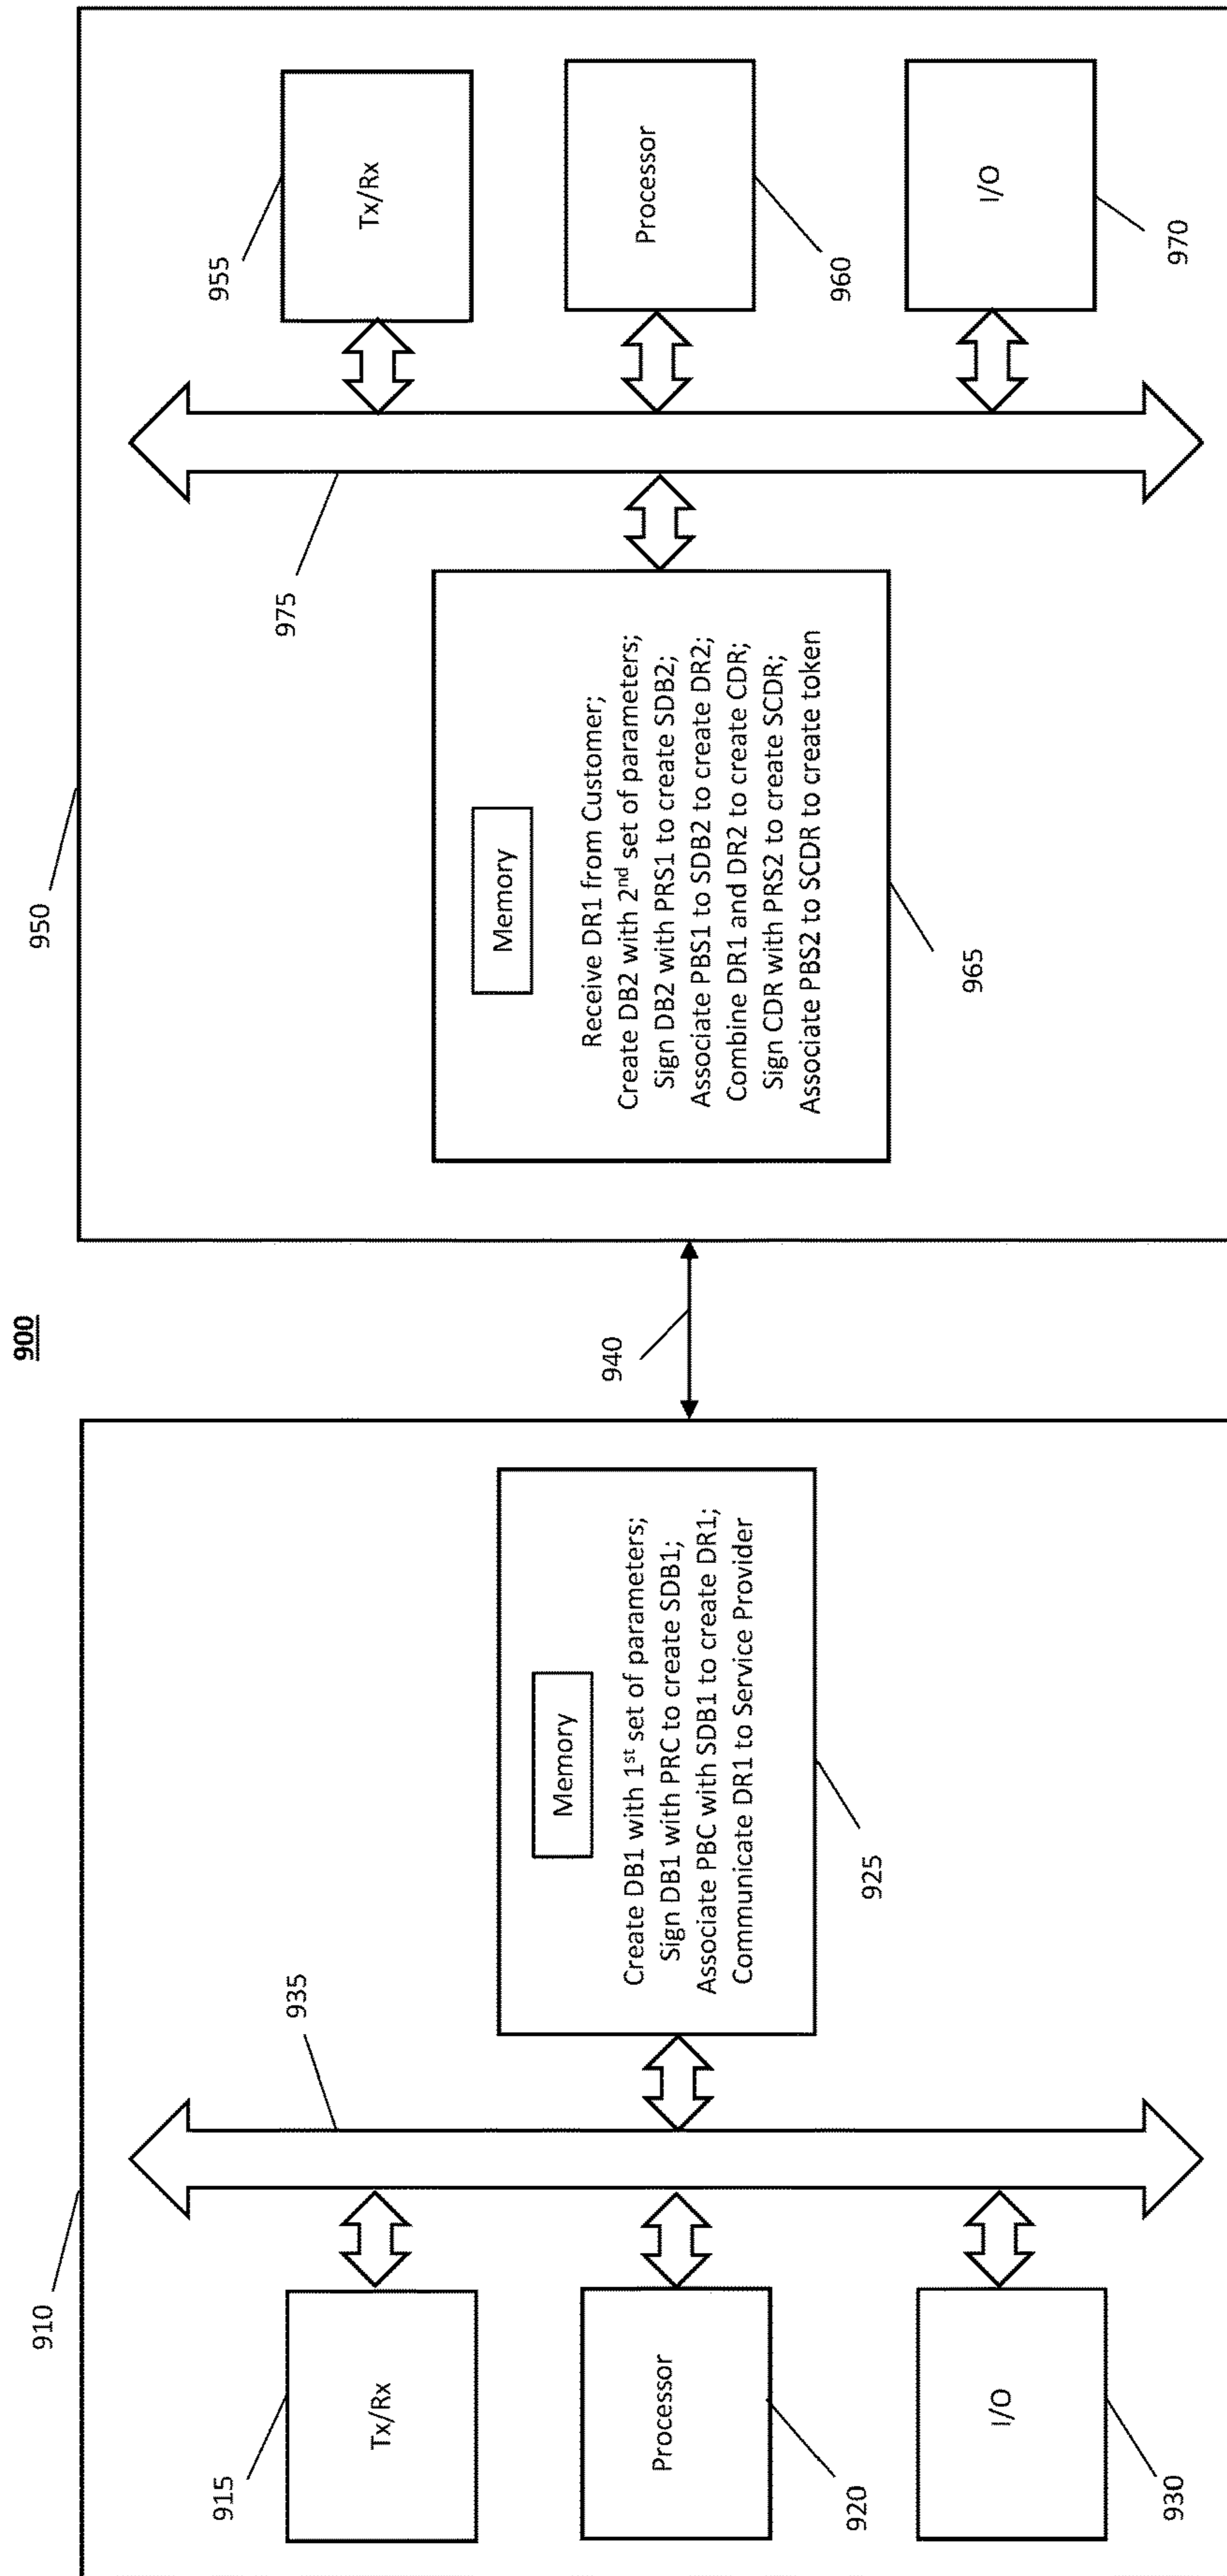 900
910
915
Tx/Rx
920
Processor
930
I/O
935
925
Memory
Create DB1 with 1st set of parameters;
Sign DB1 with PRC to create SDB1;
Associate PBC with SDB1 to create DR1;
Communicate DR1 to Service Provider
940
950
965
Memory
Receive DR1 from Customer;
Create DB2 with 2nd set of parameters;
Sign DB2 with PRS1 to create SDB2;
Associate PBS1 to SDB2 to create DR2;
Combine DR1 and DR2 to create CDR;
Sign CDR with PRS2 to create SCDR;
Associate PBS2 to SCDR to create token
975
955
Tx/Rx
960
Processor
970
I/O